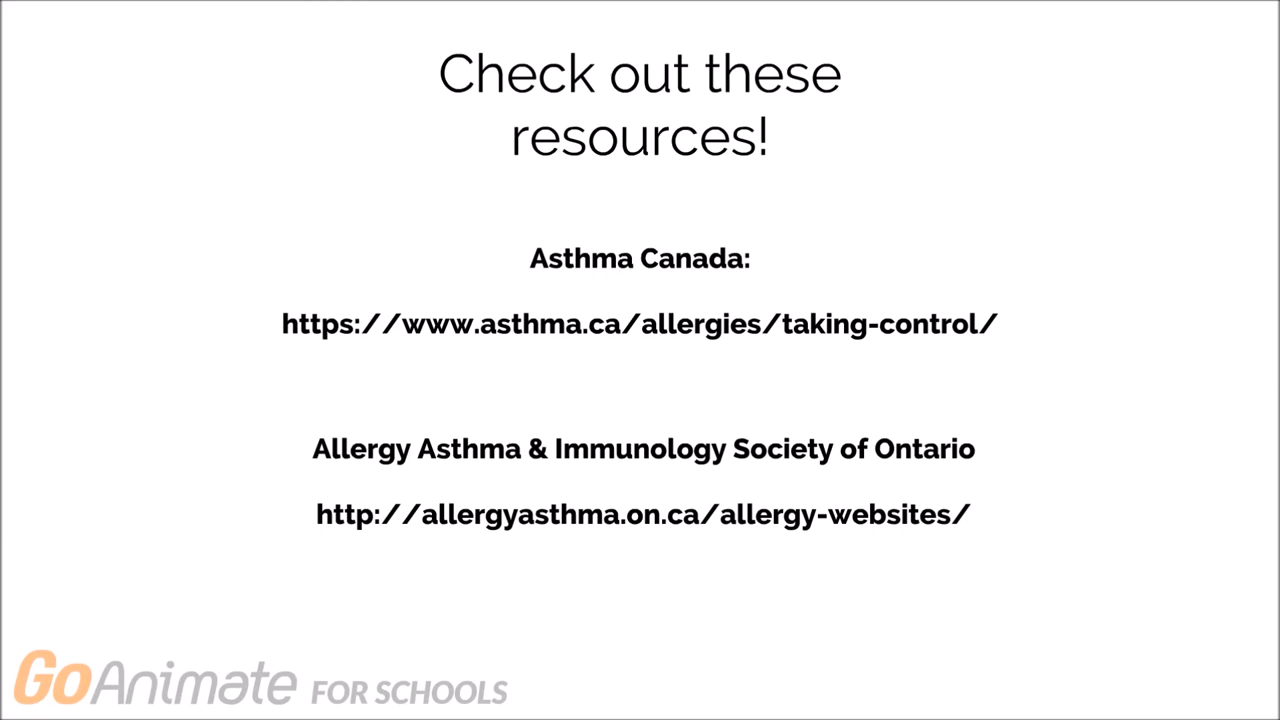 Check out these
resources!
Asthma Canada:
https://www.asthma.ca/allergies/taking-control/
Allergy Asthma & Immunology Society of Ontario
http://allergyasthma.on.ca/allergy-websites/
GoAnimate FOR SCHOOLS